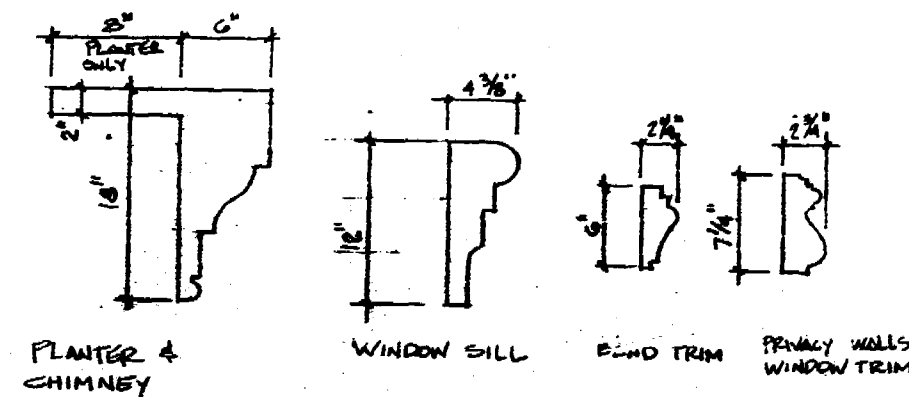 8"
6"
PLANTER
ONLY
2"
18"
PLANTER &
CHIMNEY
4 3/8"
12"
WINDOW SILL
2 1/4"
6"
TRIM
2 3/4"
7 1/4"
PRIVACY WALLS
WINDOW TRIM